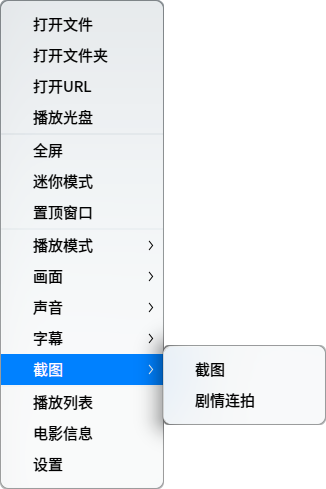 打开文件
打开文件夹
打开URL
播放光盘
全屏
迷你模式
置顶窗口
播放模式
画面
声音
字幕
截图
截图
剧情连拍
播放列表
电影信息
设置